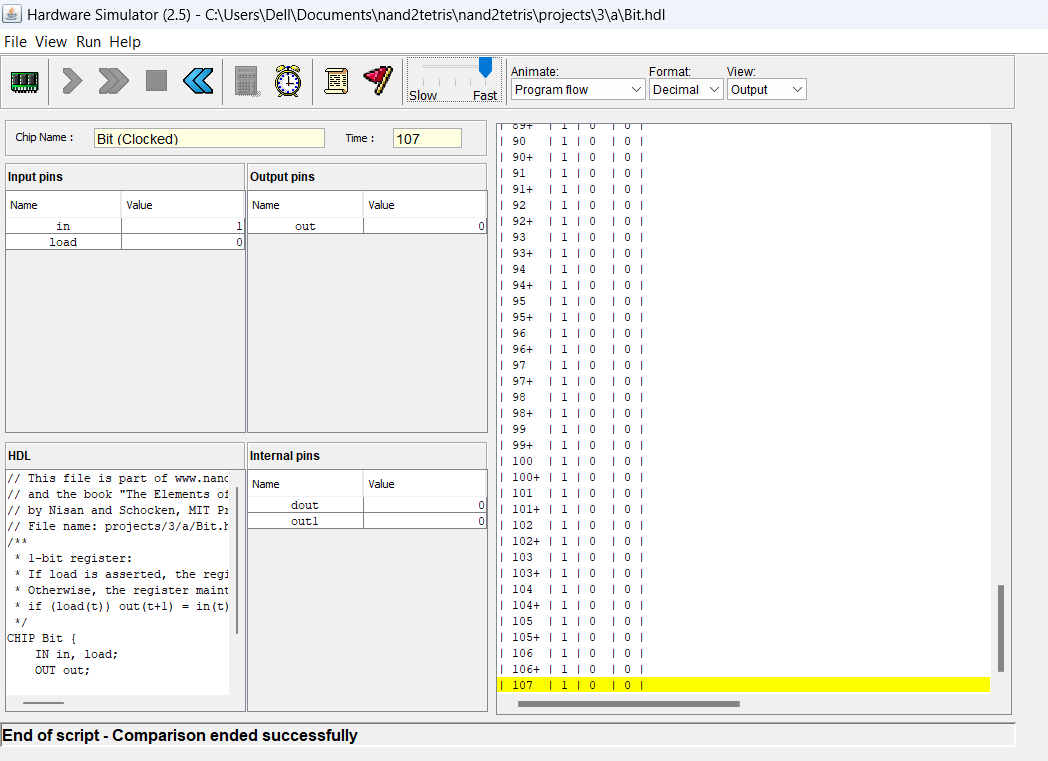 Hardware Simulator (2.5) - C:\Users\Dell\Documents\nand2tetris\nand2tetris\projects\3\a\Bit.hdl
File View Run Help
Slow Fast
Animate: Format: View:
Program flow Decimal Output
Chip Name : Bit (Clocked) Time : 107
Input pins
Name Value
in 1
load 0
Output pins
Name Value
out 0
HDL
// This file is part of www.nanc
// and the book "The Elements of
// by Nisan and Schocken, MIT Pr
// File name: projects/3/a/Bit.h
/**
* 1-bit register:
* If load is asserted, the regi
* Otherwise, the register maint
* if (load(t)) out(t+1) = in(t)
*/
CHIP Bit {
IN in, load;
OUT out;
Internal pins
Name Value
dout 0
out1 0
| 89+ | 1 | 0 | 0 |
| 90 | 1 | 0 | 0 |
| 90+ | 1 | 0 | 0 |
| 91 | 1 | 0 | 0 |
| 91+ | 1 | 0 | 0 |
| 92 | 1 | 0 | 0 |
| 92+ | 1 | 0 | 0 |
| 93 | 1 | 0 | 0 |
| 93+ | 1 | 0 | 0 |
| 94 | 1 | 0 | 0 |
| 94+ | 1 | 0 | 0 |
| 95 | 1 | 0 | 0 |
| 95+ | 1 | 0 | 0 |
| 96 | 1 | 0 | 0 |
| 96+ | 1 | 0 | 0 |
| 97 | 1 | 0 | 0 |
| 97+ | 1 | 0 | 0 |
| 98 | 1 | 0 | 0 |
| 98+ | 1 | 0 | 0 |
| 99 | 1 | 0 | 0 |
| 99+ | 1 | 0 | 0 |
| 100 | 1 | 0 | 0 |
| 100+ | 1 | 0 | 0 |
| 101 | 1 | 0 | 0 |
| 101+ | 1 | 0 | 0 |
| 102 | 1 | 0 | 0 |
| 102+ | 1 | 0 | 0 |
| 103 | 1 | 0 | 0 |
| 103+ | 1 | 0 | 0 |
| 104 | 1 | 0 | 0 |
| 104+ | 1 | 0 | 0 |
| 105 | 1 | 0 | 0 |
| 105+ | 1 | 0 | 0 |
| 106 | 1 | 0 | 0 |
| 106+ | 1 | 0 | 0 |
| 107 | 1 | 0 | 0 |
End of script - Comparison ended successfully